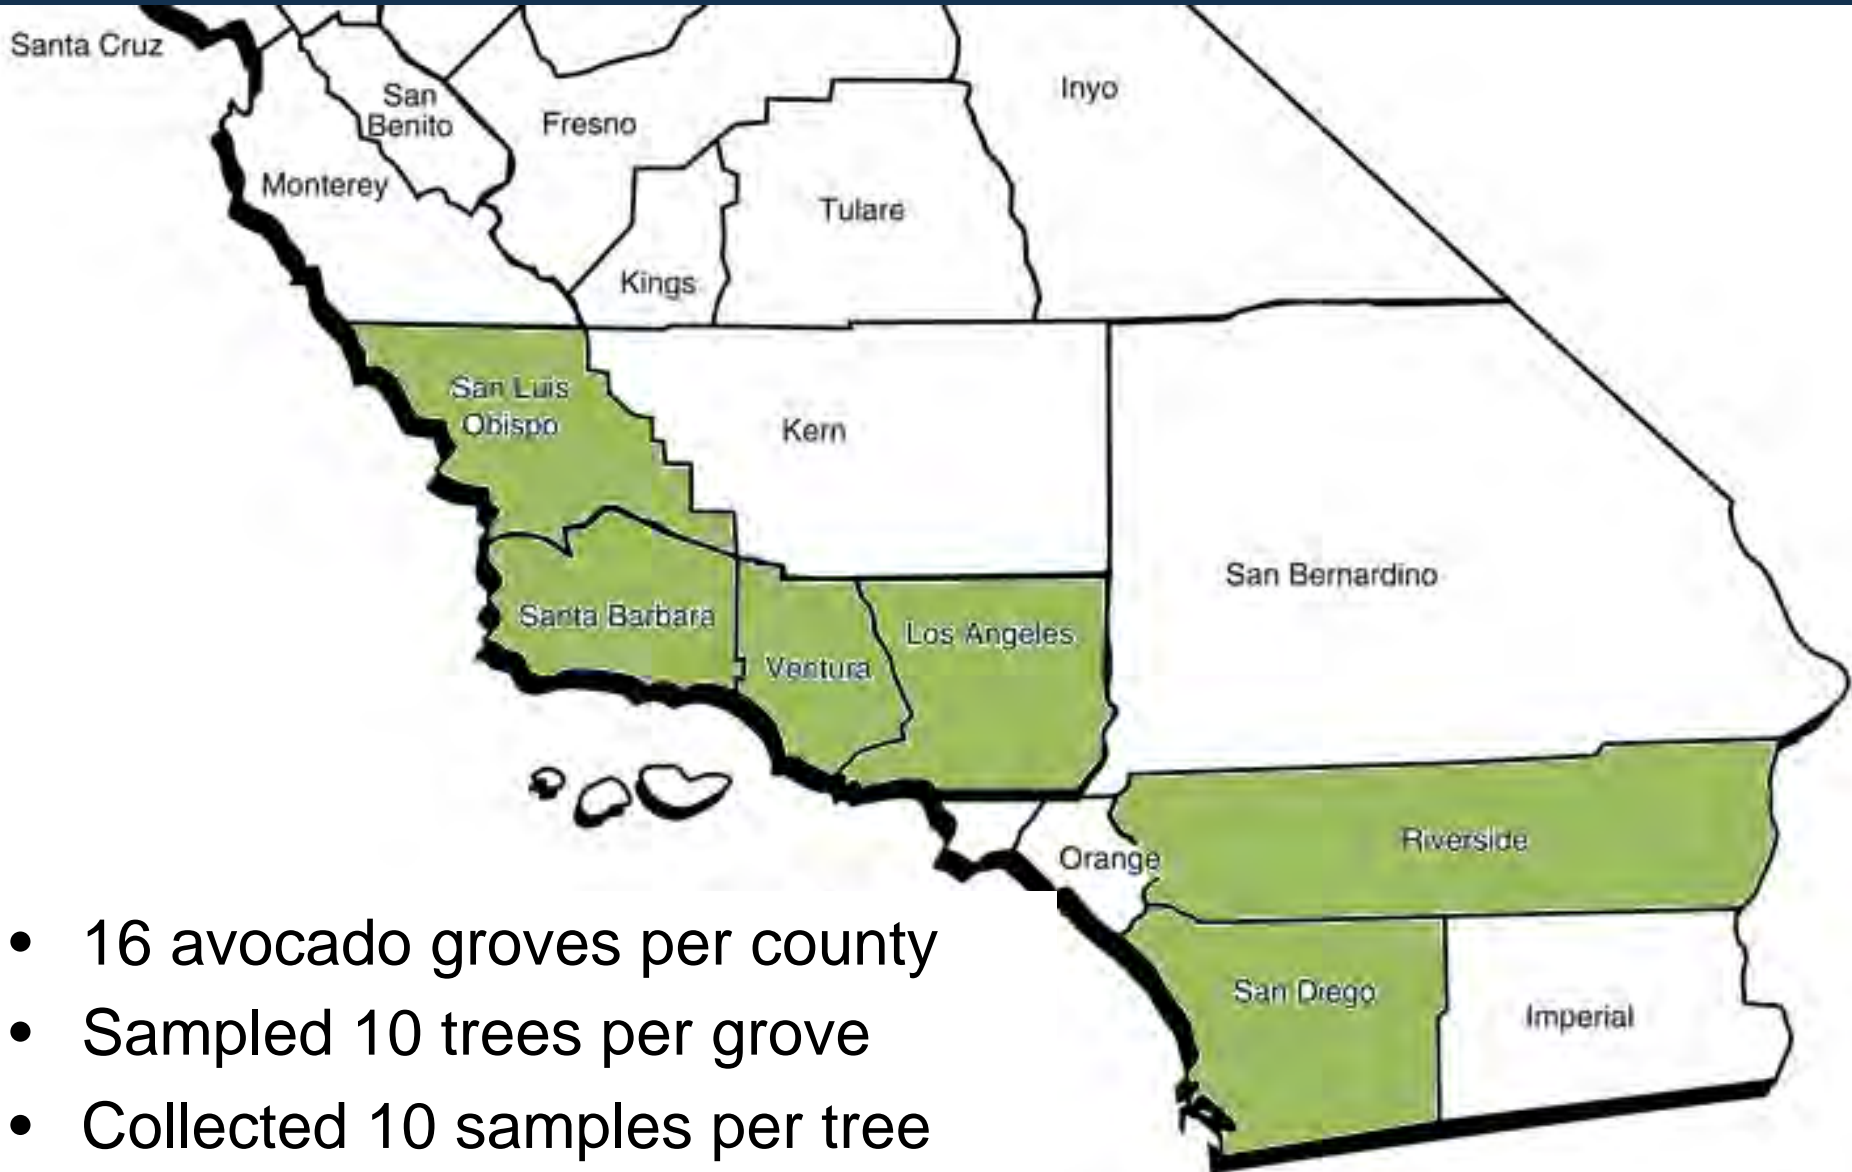 Santa Cruz
San
Benito
Fresno
Inyo
Monterey
Tulare
Kings
San Luis
Obispo
Kern
San Bernardino
Santa Barbara
Los Angeles
Ventura
Riverside
Orange
San Diego
Imperial
• 16 avocado groves per county
• Sampled 10 trees per grove
• Collected 10 samples per tree